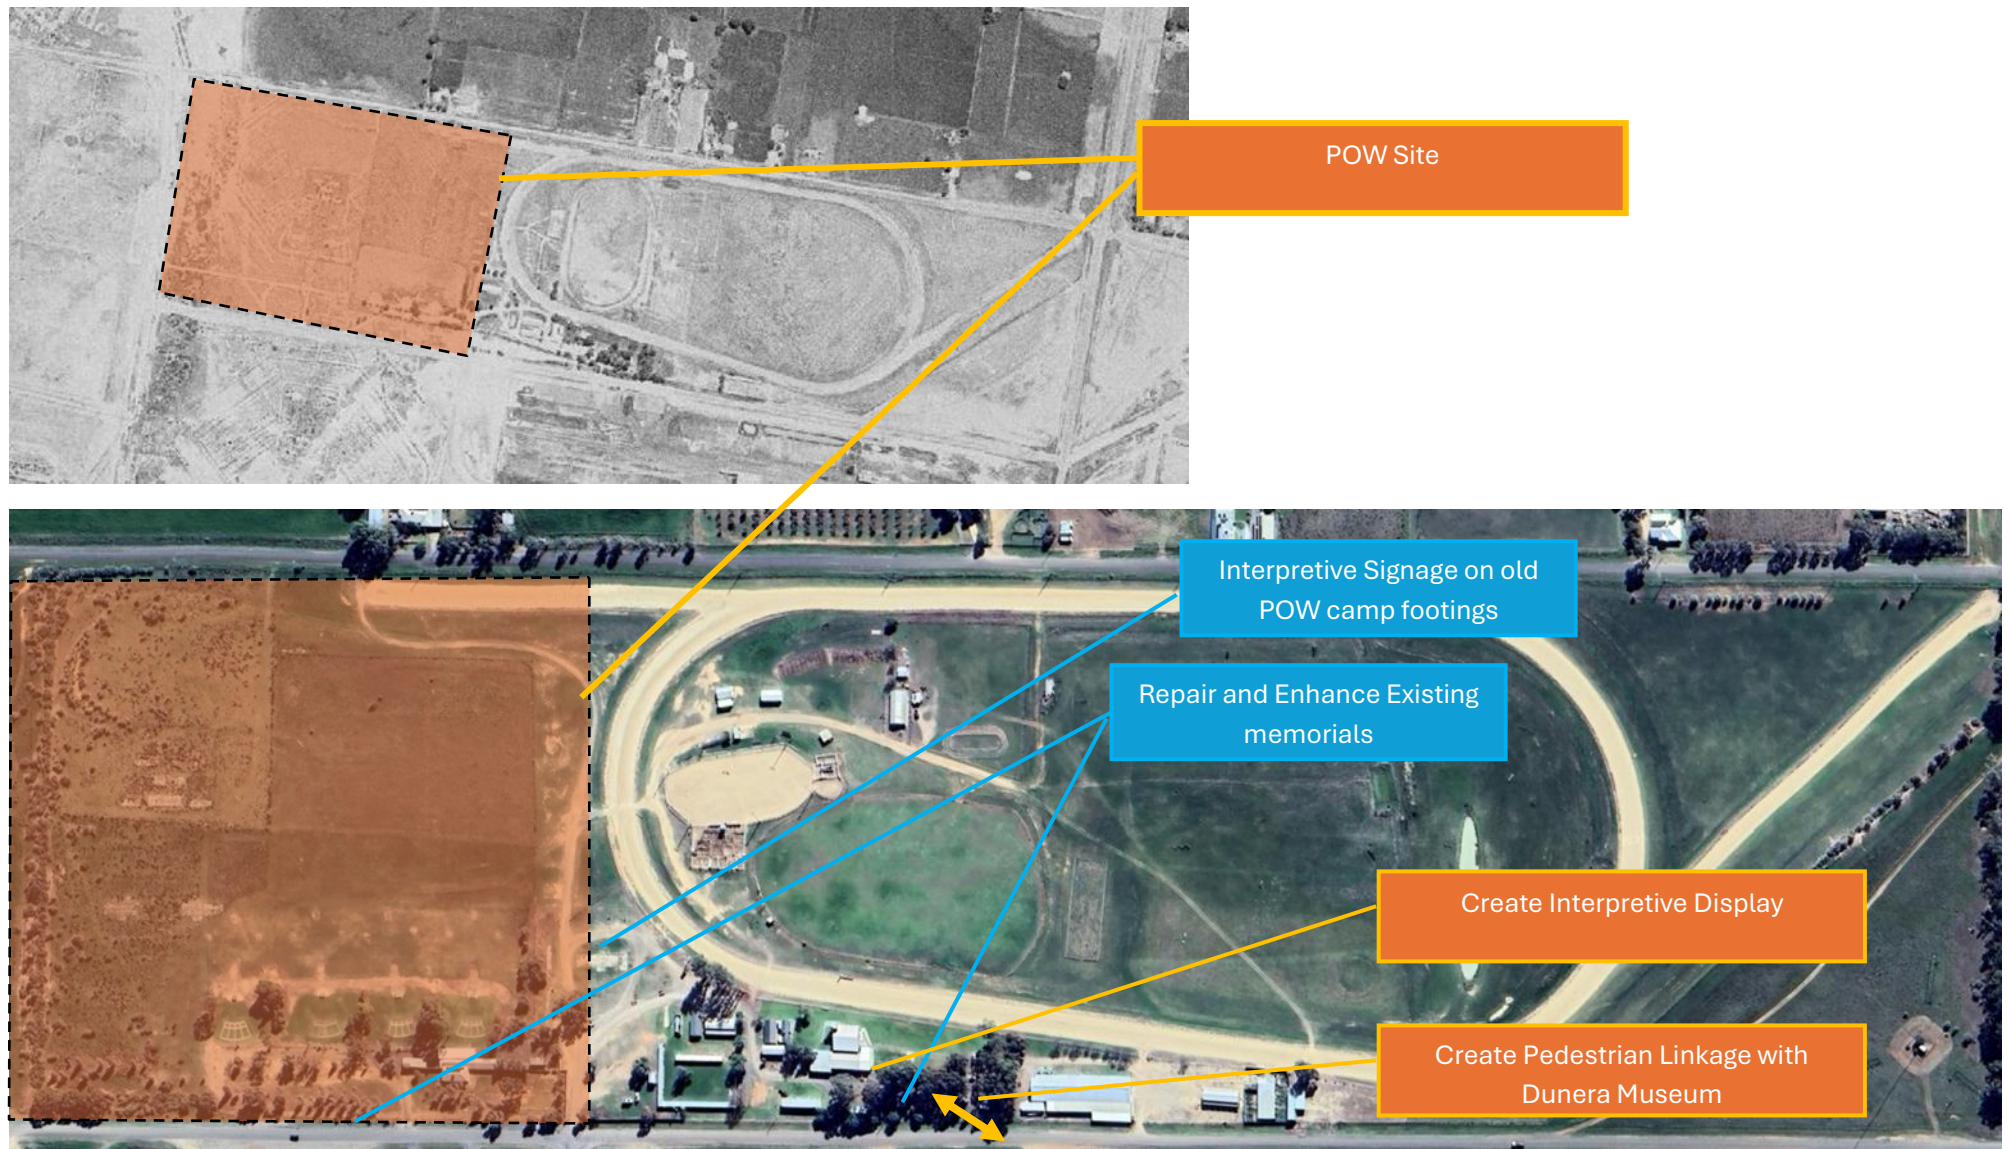 POW Site
Interpretive Signage on old
POW camp footings
Repair and Enhance Existing
memorials
Create Interpretive Display
Create Pedestrian Linkage with
Dunera Museum